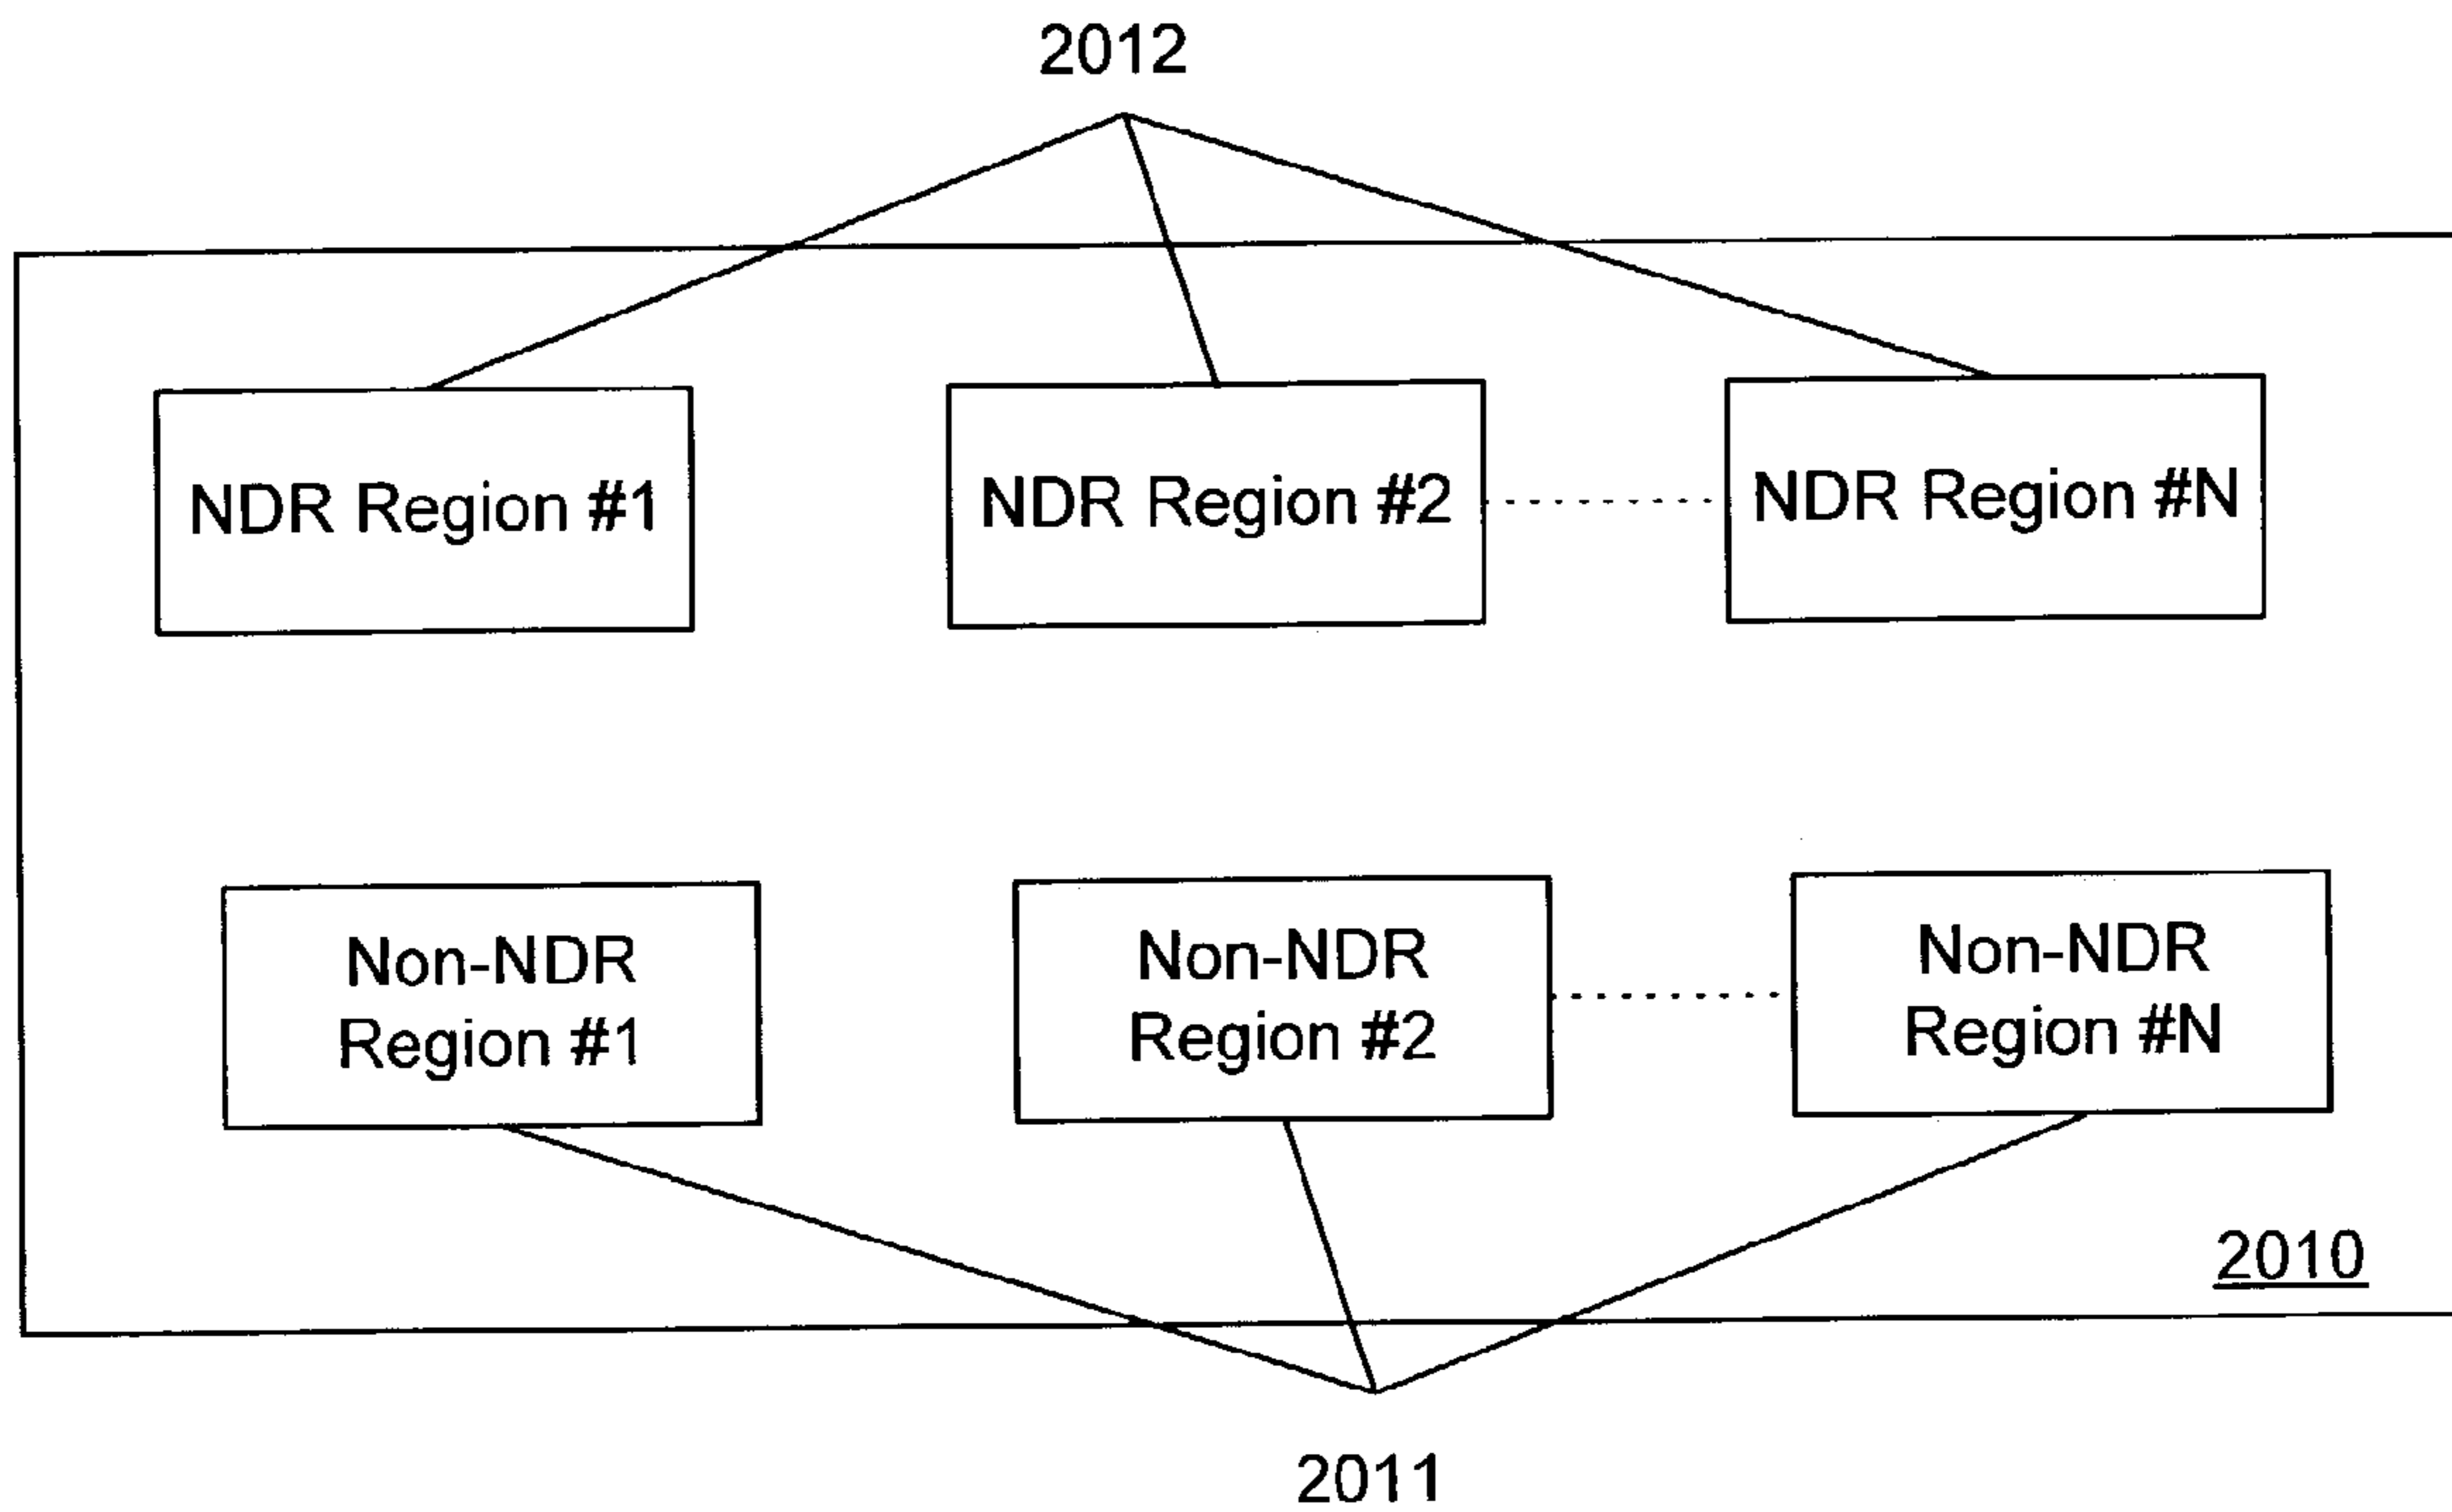 2012
NDR Region #1
NDR Region #2
NDR Region #N
Non-NDR
Region #1
Non-NDR
Region #2
Non-NDR
Region #N
2010
2011